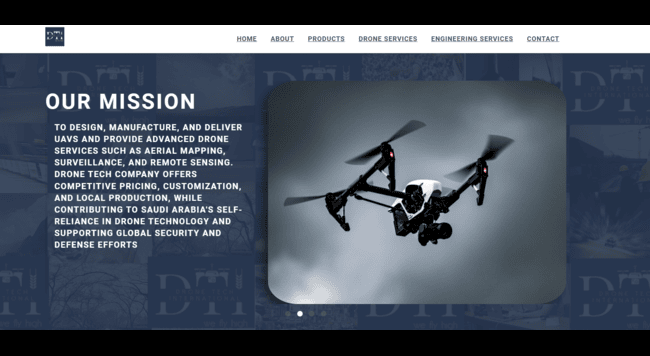 DTI
HOME ABOUT PRODUCTS DRONE SERVICES ENGINEERING SERVICES CONTACT
OUR MISSION
TO DESIGN, MANUFACTURE, AND DELIVER
UAVS AND PROVIDE ADVANCED DRONE
SERVICES SUCH AS AERIAL MAPPING,
SURVEILLANCE, AND REMOTE SENSING.
DRONE TECH COMPANY OFFERS
COMPETITIVE PRICING, CUSTOMIZATION,
AND LOCAL PRODUCTION, WHILE
CONTRIBUTING TO SAUDI ARABIA'S SELF-
RELIANCE IN DRONE TECHNOLOGY AND
SUPPORTING GLOBAL SECURITY AND
DEFENSE EFFORTS